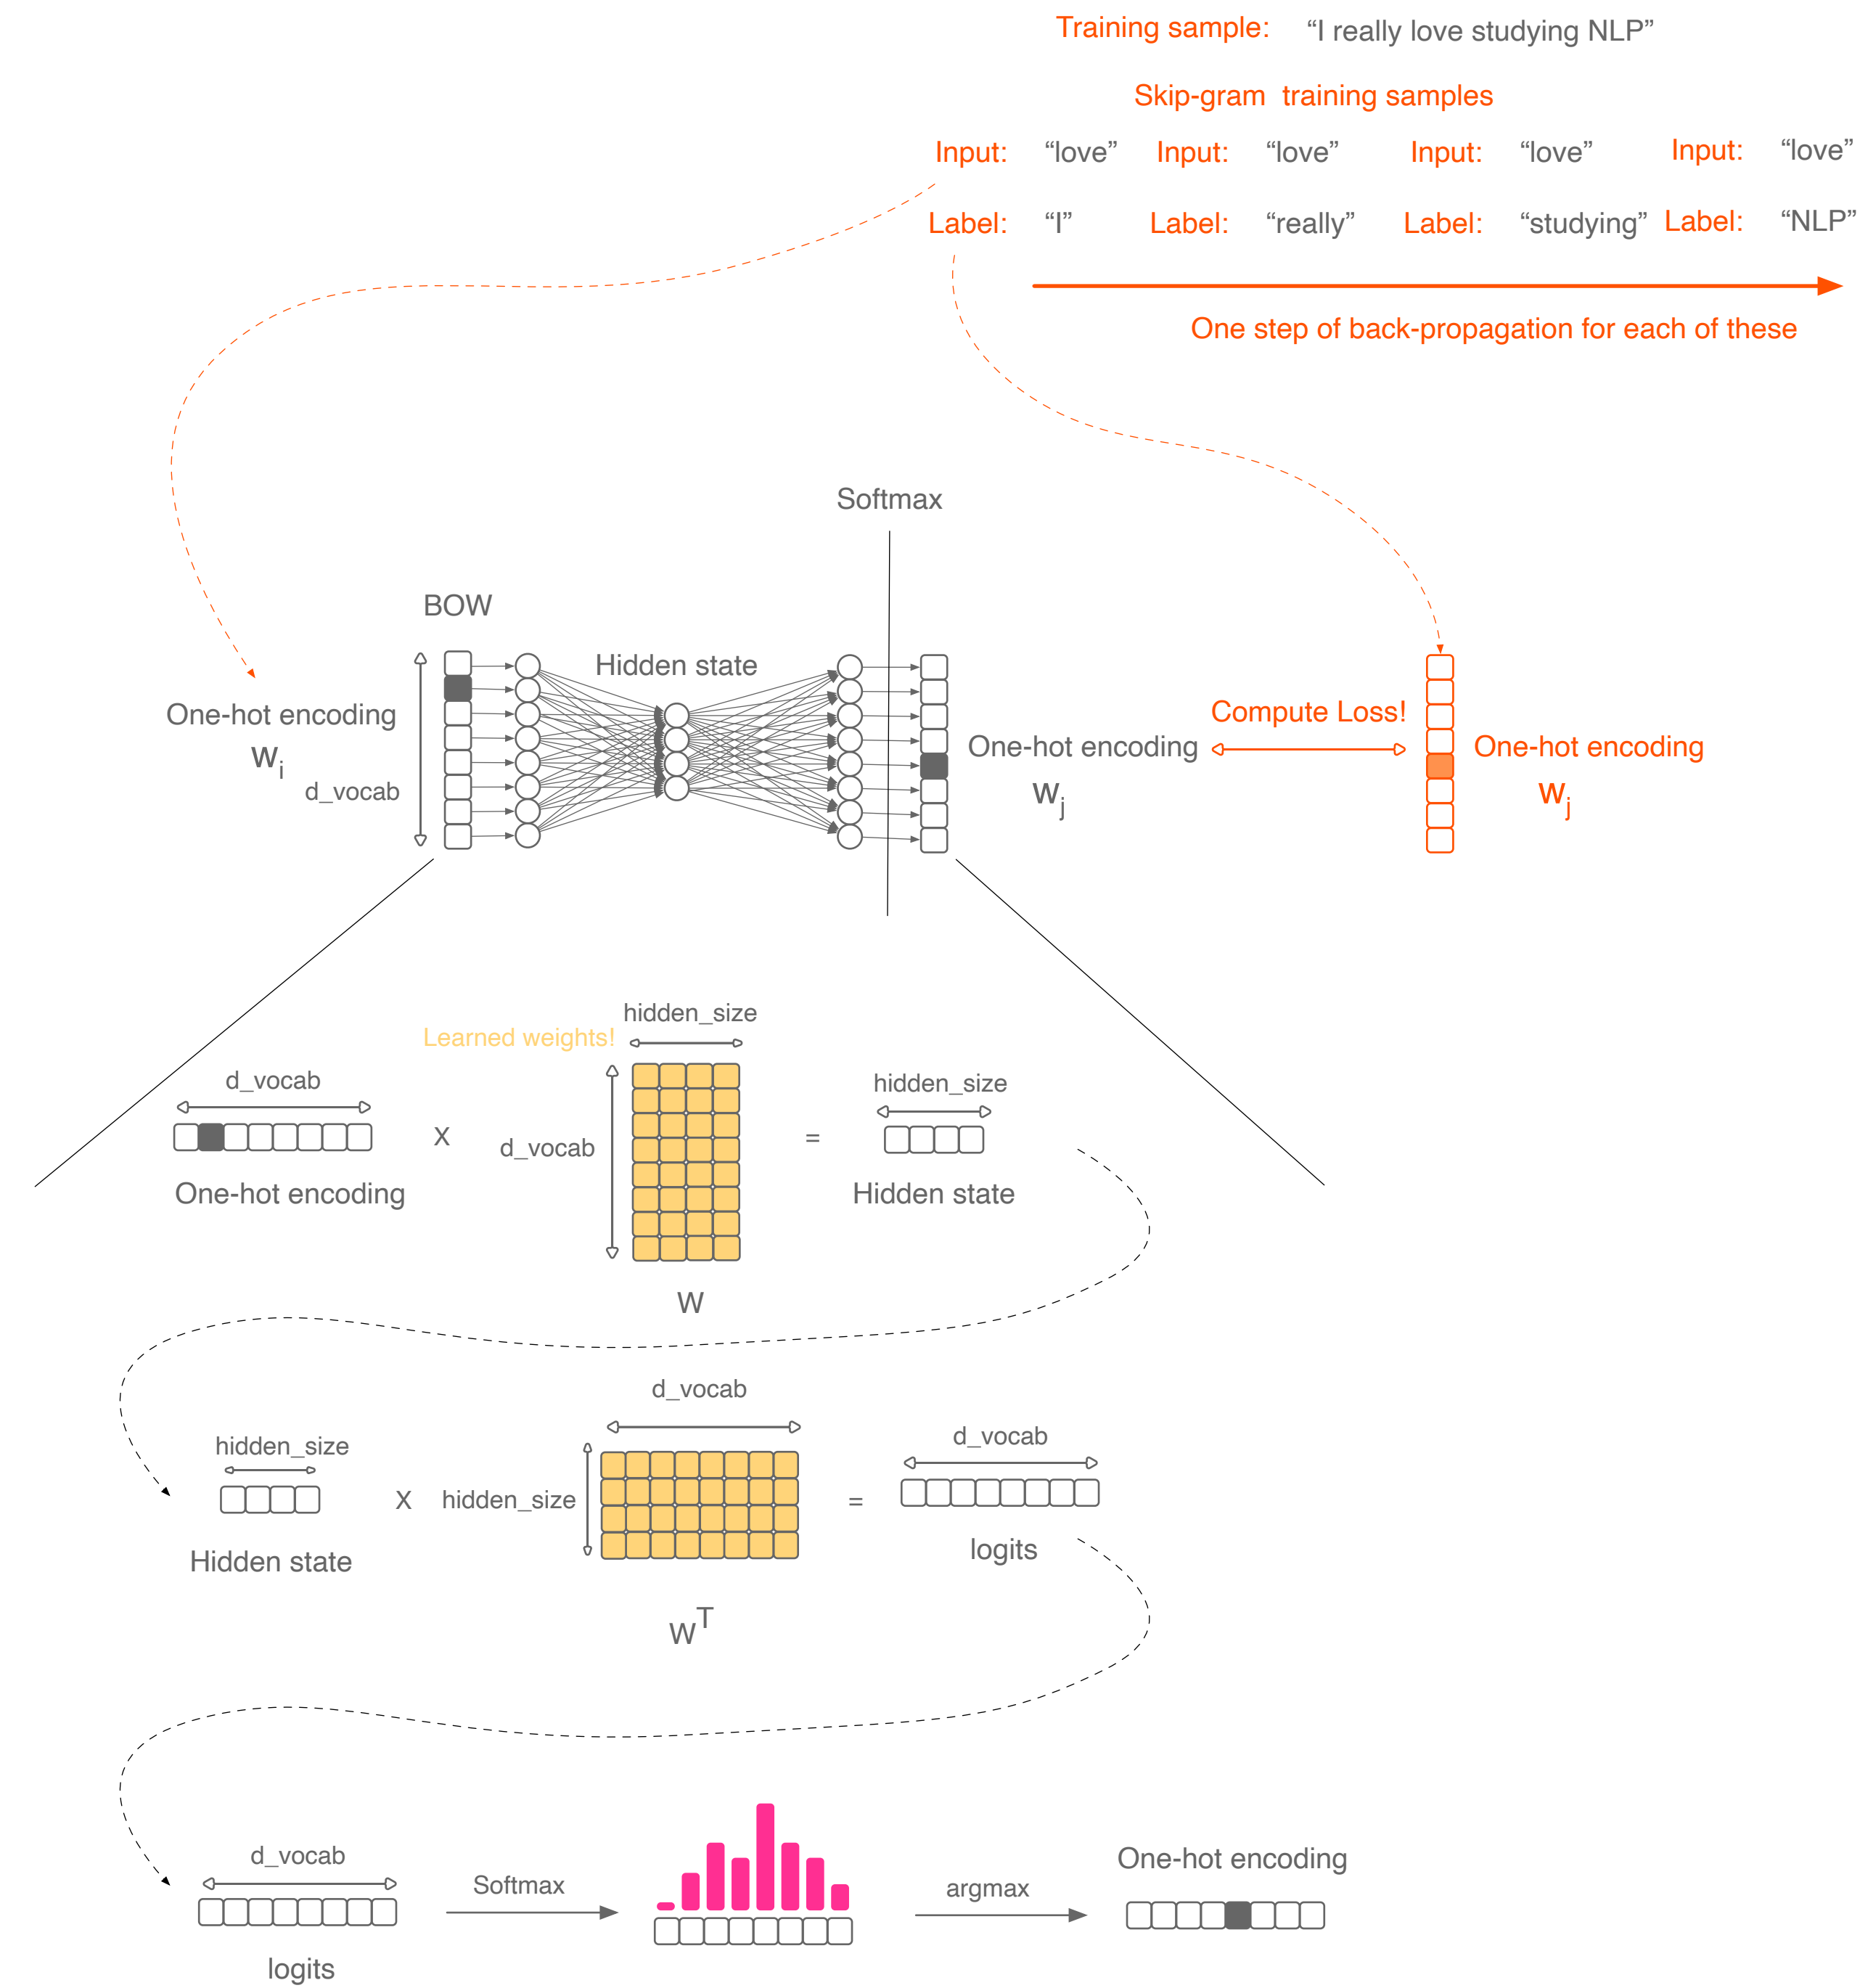 Training sample: “I really love studying NLP”
Skip-gram training samples
Input: “love” Input: “love” Input: “love” Input: “love”
Label: “I” Label: “really” Label: “studying” Label: “NLP”
One step of back-propagation for each of these
Softmax
BOW
Hidden state
One-hot encoding
wi
d_vocab
Compute Loss!
One-hot encoding
wj
One-hot encoding
wj
hidden_size
Learned weights!
d_vocab
hidden_size
X
d_vocab
=
One-hot encoding
Hidden state
W
d_vocab
hidden_size
d_vocab
X
hidden_size
=
Hidden state
logits
WT
d_vocab
Softmax
argmax
One-hot encoding
logits